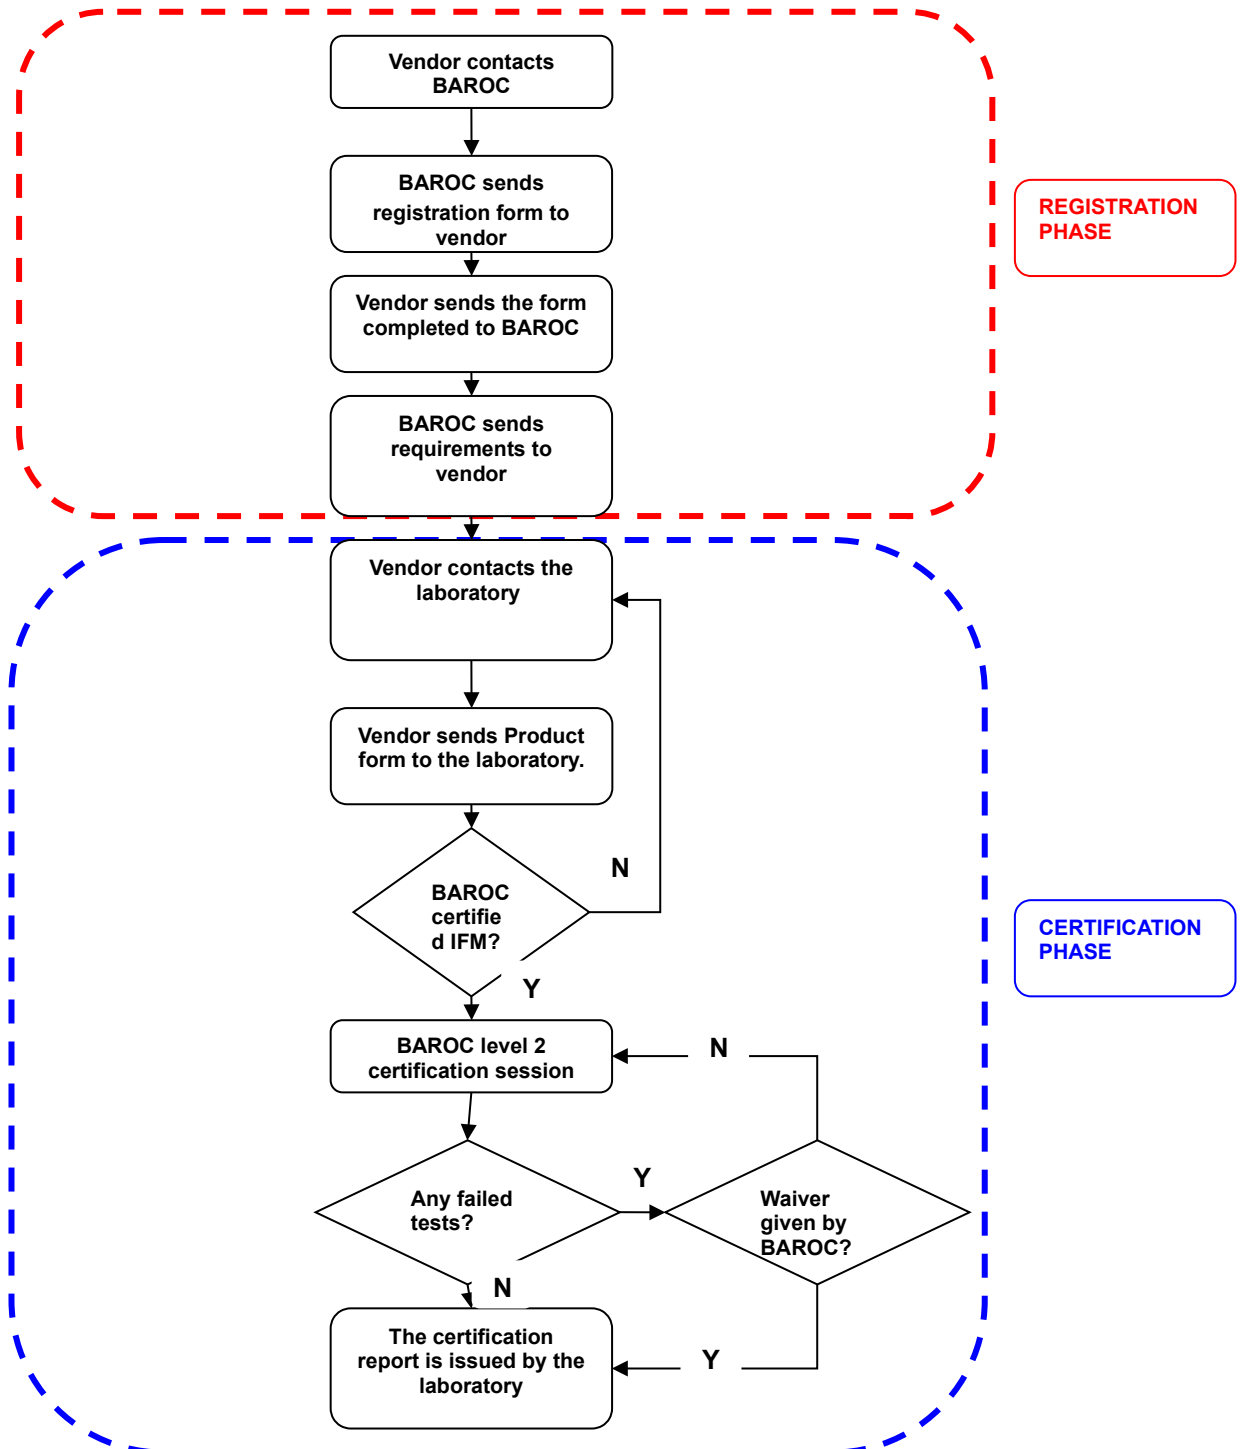 Vendor contacts
BAROC
BAROC sends
registration form to
vendor
REGISTRATION
PHASE
Vendor sends the form
completed to BAROC
BAROC sends
requirements to
vendor
Vendor contacts the
laboratory
Vendor sends Product
form to the laboratory.
N
BAROC
certifie
d IFM?
CERTIFICATION
PHASE
Y
BAROC level 2
certification session
N
Any failed
tests?
Y
Waiver
given by
BAROC?
N
The certification
report is issued by the
laboratory
Y